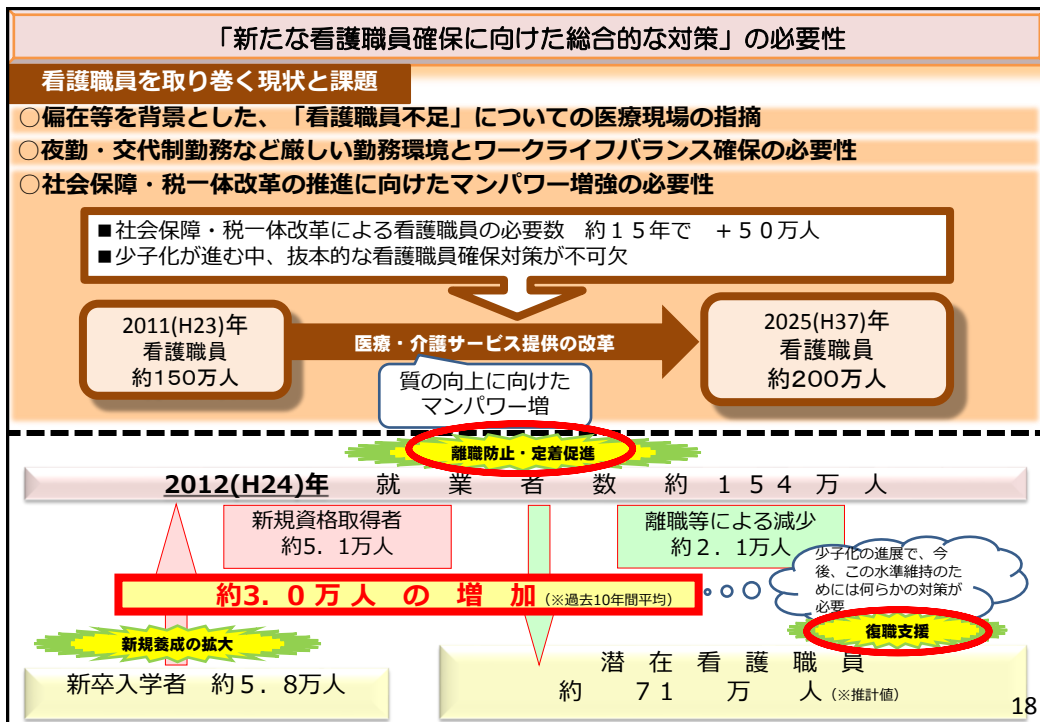 「新たな看護職員確保に向けた総合的な対策」の必要性
看護職員を取り巻く現状と課題
○偏在等を背景とした、「看護職員不足」についての医療現場の指摘
○夜勤・交代制勤務など厳しい勤務環境とワークライフバランス確保の必要性
○社会保障・税一体改革の推進に向けたマンパワー増強の必要性
■社会保障・税一体改革による看護職員の必要数　約１５年で　＋５０万人
■少子化が進む中、抜本的な看護職員確保対策が不可欠
2011(H23)年
看護職員
約150万人
医療・介護サービス提供の改革
2025(H37)年
看護職員
約200万人
質の向上に向けた
マンパワー増
離職防止・定着促進
2012(H24)年　就　業　者　数　約　１　５　４　万　人
新規資格取得者
約5．1万人
離職等による減少
約２．1万人
少子化の進展で、今
後、この水準維持のた
めには何らかの対策が
必要
約3．０万人　の　増　加（※過去10年間平均）
新規養成の拡大
復職支援
新卒入学者　約５．８万人
潜　在　看　護　職　員
約　７１　万　人（※推計値）
18